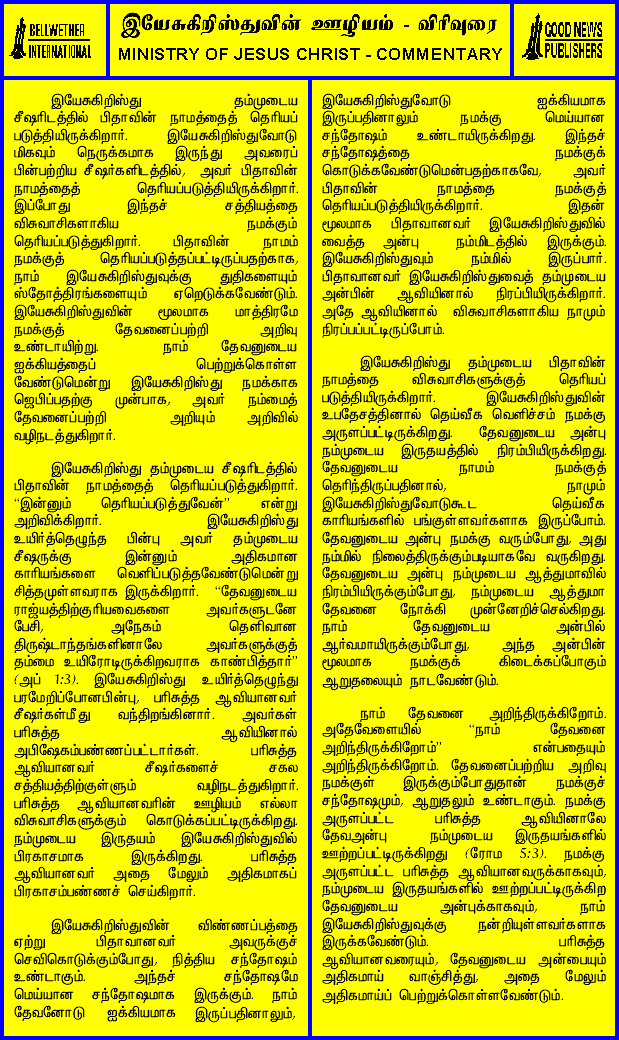 BELLWETHER
INTERNATIONAL
இயேசுகிறிஸ்துவின் ஊழியம் - விரிவுரை
MINISTRY OF JESUS CHRIST - COMMENTARY
GOOD NEWS
PUBLISHERS
இயேசுகிறிஸ்து தம்முடைய
சீஷரிடத்தில் பிதாவின் நாமத்தைத் தெரியப்
படுத்தியிருக்கிறார். இயேசுகிறிஸ்துவோடு
மிகவும் நெருக்கமாக இருந்து அவரைப்
பின்பற்றிய சீஷர்களிடத்தில், அவர் பிதாவின்
நாமத்தைத் தெரியப்படுத்தியிருக்கிறார்.
இப்போது இந்தச் சத்தியத்தை
விசுவாசிகளாகிய நமக்கும்
தெரியப்படுத்துகிறார். பிதாவின் நாமம்
நமக்குத் தெரியப்படுத்தப்பட்டிருப்பதற்காக,
நாம் இயேசுகிறிஸ்துவுக்கு துதிகளையும்
ஸ்தோத்திரங்களையும் ஏறெடுக்கவேண்டும்.
இயேசுகிறிஸ்துவின் மூலமாக மாத்திரமே
நமக்குத் தேவனைப்பற்றி அறிவு
உண்டாயிற்று. நாம் தேவனுடைய
ஐக்கியத்தைப் பெற்றுக்கொள்ள
வேண்டுமென்று இயேசுகிறிஸ்து நமக்காக
ஜெபிப்பதற்கு முன்பாக, அவர் நம்மைத்
தேவனைப்பற்றி அறியும் அறிவில்
வழிநடத்துகிறார்.
இயேசுகிறிஸ்து தம்முடைய சீஷரிடத்தில்
பிதாவின் நாமத்தைத் தெரியப்படுத்துகிறார்.
“இன்னும் தெரியப்படுத்துவேன்” என்று
அறிவிக்கிறார். இயேசுகிறிஸ்து
உயிர்த்தெழுந்த பின்பு அவர் தம்முடைய
சீஷருக்கு இன்னும் அதிகமான
காரியங்களை வெளிப்படுத்தவேண்டுமென்று
சித்தமுள்ளவராக இருக்கிறார். “தேவனுடைய
ராஜ்யத்திற்குரியவைகளை அவர்களுடனே
பேசி, அநேகம் தெளிவான
திருஷ்டாந்தங்களினாலே அவர்களுக்குத்
தம்மை உயிரோடிருக்கிறவராக காண்பித்தார்”
(அப் 1:3). இயேசுகிறிஸ்து உயிர்த்தெழுந்து
பரமேறிப்போனபின்பு, பரிசுத்த ஆவியானவர்
சீஷர்கள்மீது வந்திறங்கினார். அவர்கள்
பரிசுத்த ஆவியினால்
அபிஷேகம்பண்ணப்பட்டார்கள். பரிசுத்த
ஆவியானவர் சீஷர்களைச் சகல
சத்தியத்திற்குள்ளும் வழிநடத்துகிறார்.
பரிசுத்த ஆவியானவரின் ஊழியம் எல்லா
விசுவாசிகளுக்கும் கொடுக்கப்பட்டிருக்கிறது.
நம்முடைய இருதயம் இயேசுகிறிஸ்துவில்
பிரகாசமாக இருக்கிறது. பரிசுத்த
ஆவியானவர் அதை மேலும் அதிகமாகப்
பிரகாசம்பண்ணச் செய்கிறார்.
இயேசுகிறிஸ்துவின் விண்ணப்பத்தை
ஏற்று பிதாவானவர் அவருக்குச்
செவிகொடுக்கும்போது, நித்திய சந்தோஷம்
உண்டாகும். அந்தச் சந்தோஷமே
மெய்யான சந்தோஷமாக இருக்கும். நாம்
தேவனோடு ஐக்கியமாக இருப்பதினாலும்,
இயேசுகிறிஸ்துவோடு ஐக்கியமாக
இருப்பதினாலும் நமக்கு மெய்யான
சந்தோஷம் உண்டாயிருக்கிறது. இந்தச்
சந்தோஷத்தை நமக்குக்
கொடுக்கவேண்டுமென்பதற்காகவே, அவர்
பிதாவின் நாமத்தை நமக்குத்
தெரியப்படுத்தியிருக்கிறார். இதன்
மூலமாக பிதாவானவர் இயேசுகிறிஸ்துவில்
வைத்த அன்பு நம்மிடத்தில் இருக்கும்.
இயேசுகிறிஸ்துவும் நம்மில் இருப்பார்.
பிதாவானவர் இயேசுகிறிஸ்துவைத் தம்முடைய
அன்பின் ஆவியினால் நிரப்பியிருக்கிறார்.
அதே ஆவியினால் விசுவாசிகளாகிய நாமும்
நிரப்பப்பட்டிருப்போம்.
இயேசுகிறிஸ்து தம்முடைய பிதாவின்
நாமத்தை விசுவாசிகளுக்குத் தெரியப்
படுத்தியிருக்கிறார். இயேசுகிறிஸ்துவின்
உபதேசத்தினால் தெய்வீக வெளிச்சம் நமக்கு
அருளப்பட்டிருக்கிறது. தேவனுடைய அன்பு
நம்முடைய இருதயத்தில் நிரம்பியிருக்கிறது.
தேவனுடைய நாமம் நமக்குத்
தெரிந்திருப்பதினால், நாமும்
இயேசுகிறிஸ்துவோடுகூட தெய்வீக
காரியங்களில் பங்குள்ளவர்களாக இருப்போம்.
தேவனுடைய அன்பு நமக்கு வரும்போது, அது
நம்மில் நிலைத்திருக்கும்படியாகவே வருகிறது.
தேவனுடைய அன்பு நம்முடைய ஆத்துமாவில்
நிரம்பியிருக்கும்போது, நம்முடைய ஆத்துமா
தேவனை நோக்கி முன்னேறிச்செல்கிறது.
நாம் தேவனுடைய அன்பில்
ஆர்வமாயிருக்கும்போது, அந்த அன்பின்
மூலமாக நமக்குக் கிடைக்கப்போகும்
ஆறுதலையும் நாடவேண்டும்.
நாம் தேவனை அறிந்திருக்கிறோம்.
அதேவேளையில் “நாம் தேவனை
அறிந்திருக்கிறோம்” என்பதையும்
அறிந்திருக்கிறோம். தேவனைப்பற்றிய அறிவு
நமக்குள் இருக்கும்போதுதான் நமக்குச்
சந்தோஷமும், ஆறுதலும் உண்டாகும். நமக்கு
அருளப்பட்ட பரிசுத்த ஆவியினாலே
தேவஅன்பு நம்முடைய இருதயங்களில்
ஊற்றப்பட்டிருக்கிறது (ரோம 5:3). நமக்கு
அருளப்பட்ட பரிசுத்த ஆவியானவருக்காகவும்,
நம்முடைய இருதயங்களில் ஊற்றப்பட்டிருக்கிற
தேவனுடைய அன்புக்காகவும், நாம்
இயேசுகிறிஸ்துவுக்கு நன்றியுள்ளவர்களாக
இருக்கவேண்டும். பரிசுத்த
ஆவியானவரையும், தேவனுடைய அன்பையும்
அதிகமாய் வாஞ்சித்து, அதை மேலும்
அதிகமாய்ப் பெற்றுக்கொள்ளவேண்டும்.